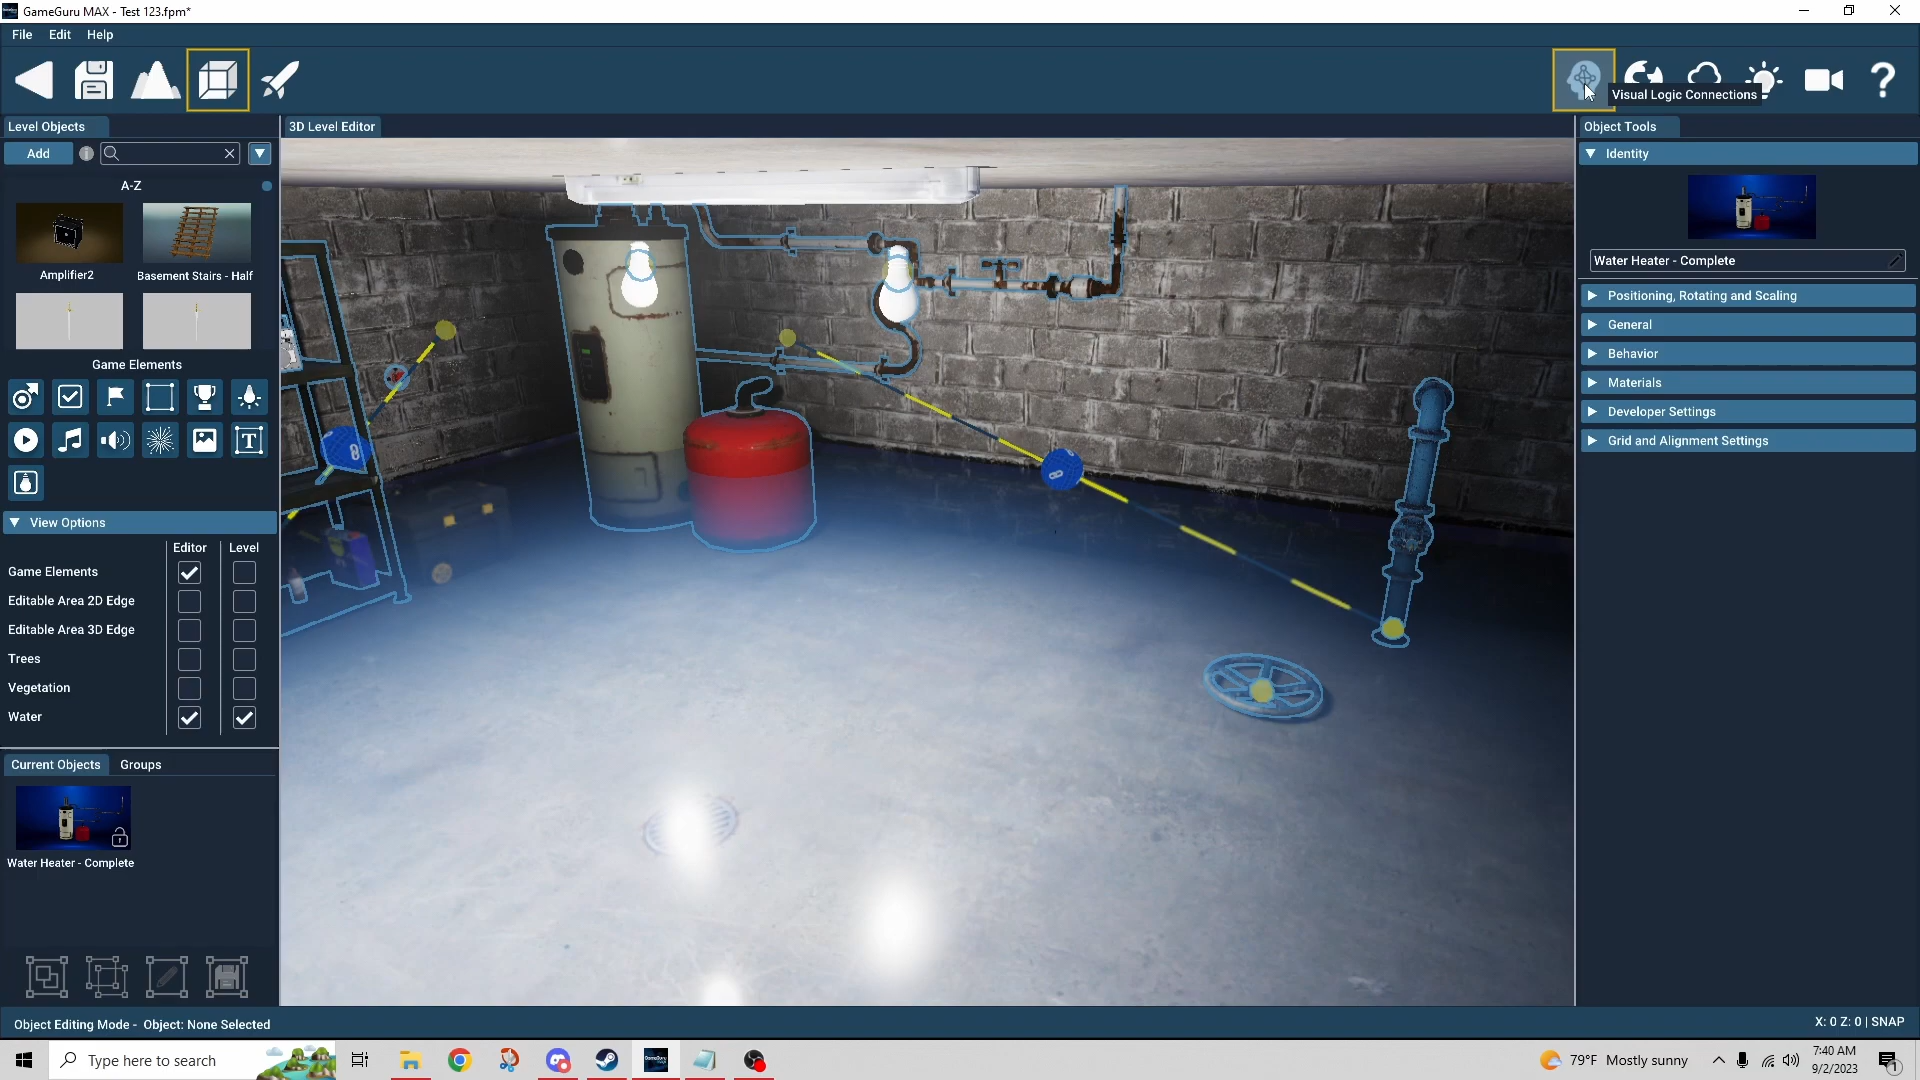 GameGuru MAX - Test 123.fpm*
File Edit Help
Visual Logic Connections
Level Objects
3D Level Editor
Object Tools
Add
Identity
A-Z
Amplifier2
Basement Stairs - Half
Water Heater - Complete
Positioning, Rotating and Scaling
General
Behavior
Materials
Developer Settings
Grid and Alignment Settings
Game Elements
T
View Options
Editor Level
Game Elements
Editable Area 2D Edge
Editable Area 3D Edge
Trees
Vegetation
Water
Current Objects Groups
Water Heater - Complete
Object Editing Mode - Object: None Selected
X: 0 Z: 0 | SNAP
Type here to search
79°F Mostly sunny
7:40 AM
9/2/2023
1